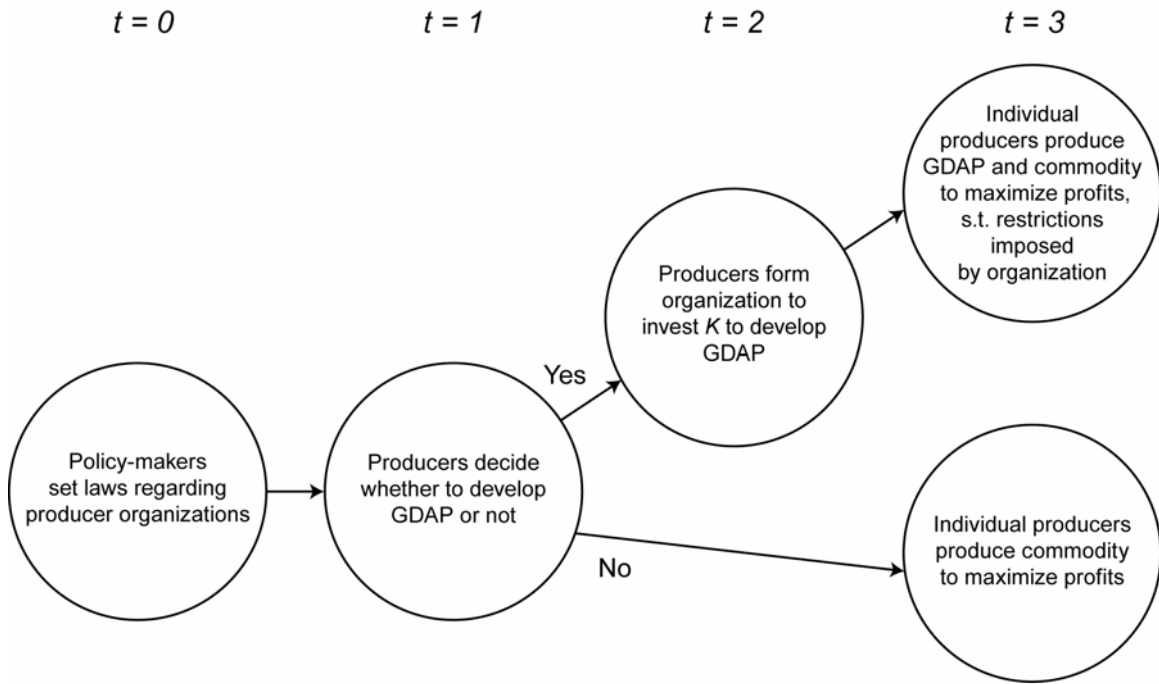 t = 0
t = 1
t = 2
t = 3
Policy-makers
set laws regarding
producer organizations
Producers decide
whether to develop
GDAP or not
Yes
No
Producers form
organization to
invest K to develop
GDAP
Individual
producers produce
GDAP and commodity
to maximize profits,
s.t. restrictions
imposed
by organization
Individual producers
produce commodity
to maximize profits